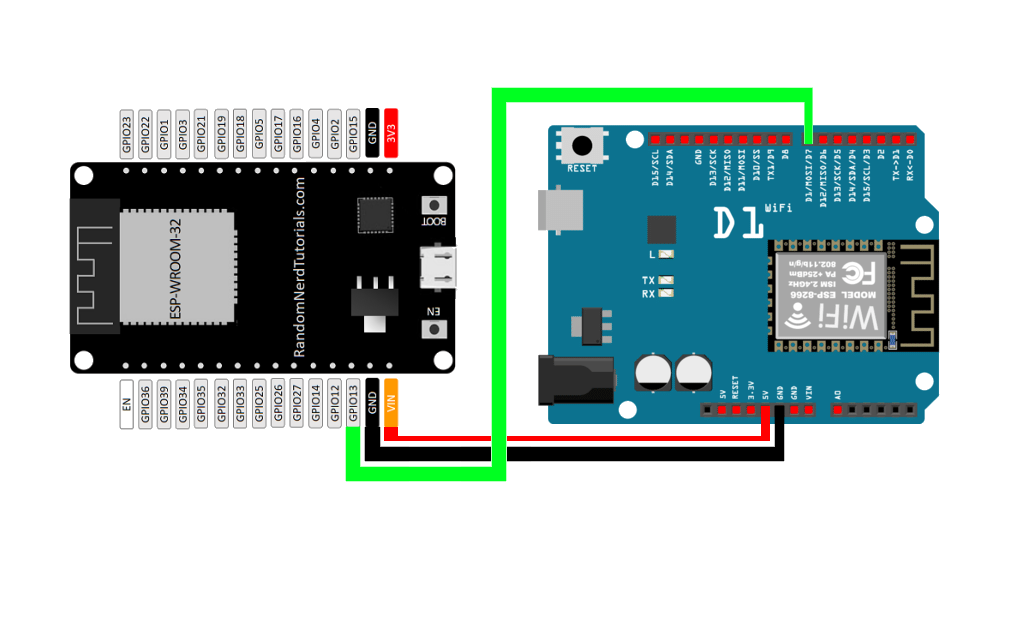 GPIO23
GPIO22
GPIO1
GPIO3
GPIO21
GPIO19
GPIO18
GPIO5
GPIO17
GPIO16
GPIO4
GPIO2
GPIO15
GND
3V3
ESP-WROOM-32
RandomNerdTutorials.com
BOOT
EN
EN
GPIO36
GPIO39
GPIO34
GPIO35
GPIO32
GPIO33
GPIO25
GPIO26
GPIO27
GPIO14
GPIO12
GPIO13
GND
VIN
RESET
D15/SCL
D14/SDA
GND
D13/SCK
D12/MISO
D11/MOSI
D10/SS
TX1/D9
D8
D1/MOSI/D7
D12/MISO/D6
D13/SCK/D5
D14/SDA/D4
D15/SCL/D3
D2
TX->D1
RX<-D0
D1 WiFi
L
TX
RX
WiFi
MODEL ESP-8266
ISM 2.4GHz
PA +25dBm
802.11b/g/n
FC
5V
RESET
3.3V
5V
GND
GND
VIN
A0